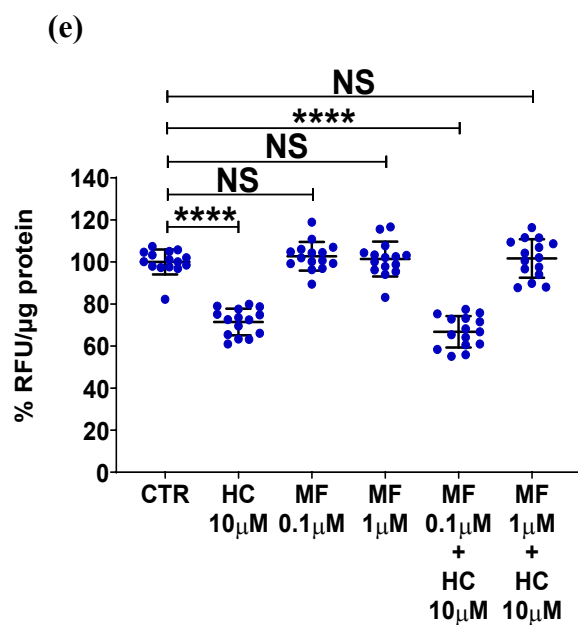 (e)
NS
****
NS
NS
****
140
120
100
80
60
40
20
0
% RFU/µg protein
CTR
HC
10µM
MF
0.1µM
MF
1µM
MF
0.1µM
+
HC
10µM
MF
1µM
+
HC
10µM